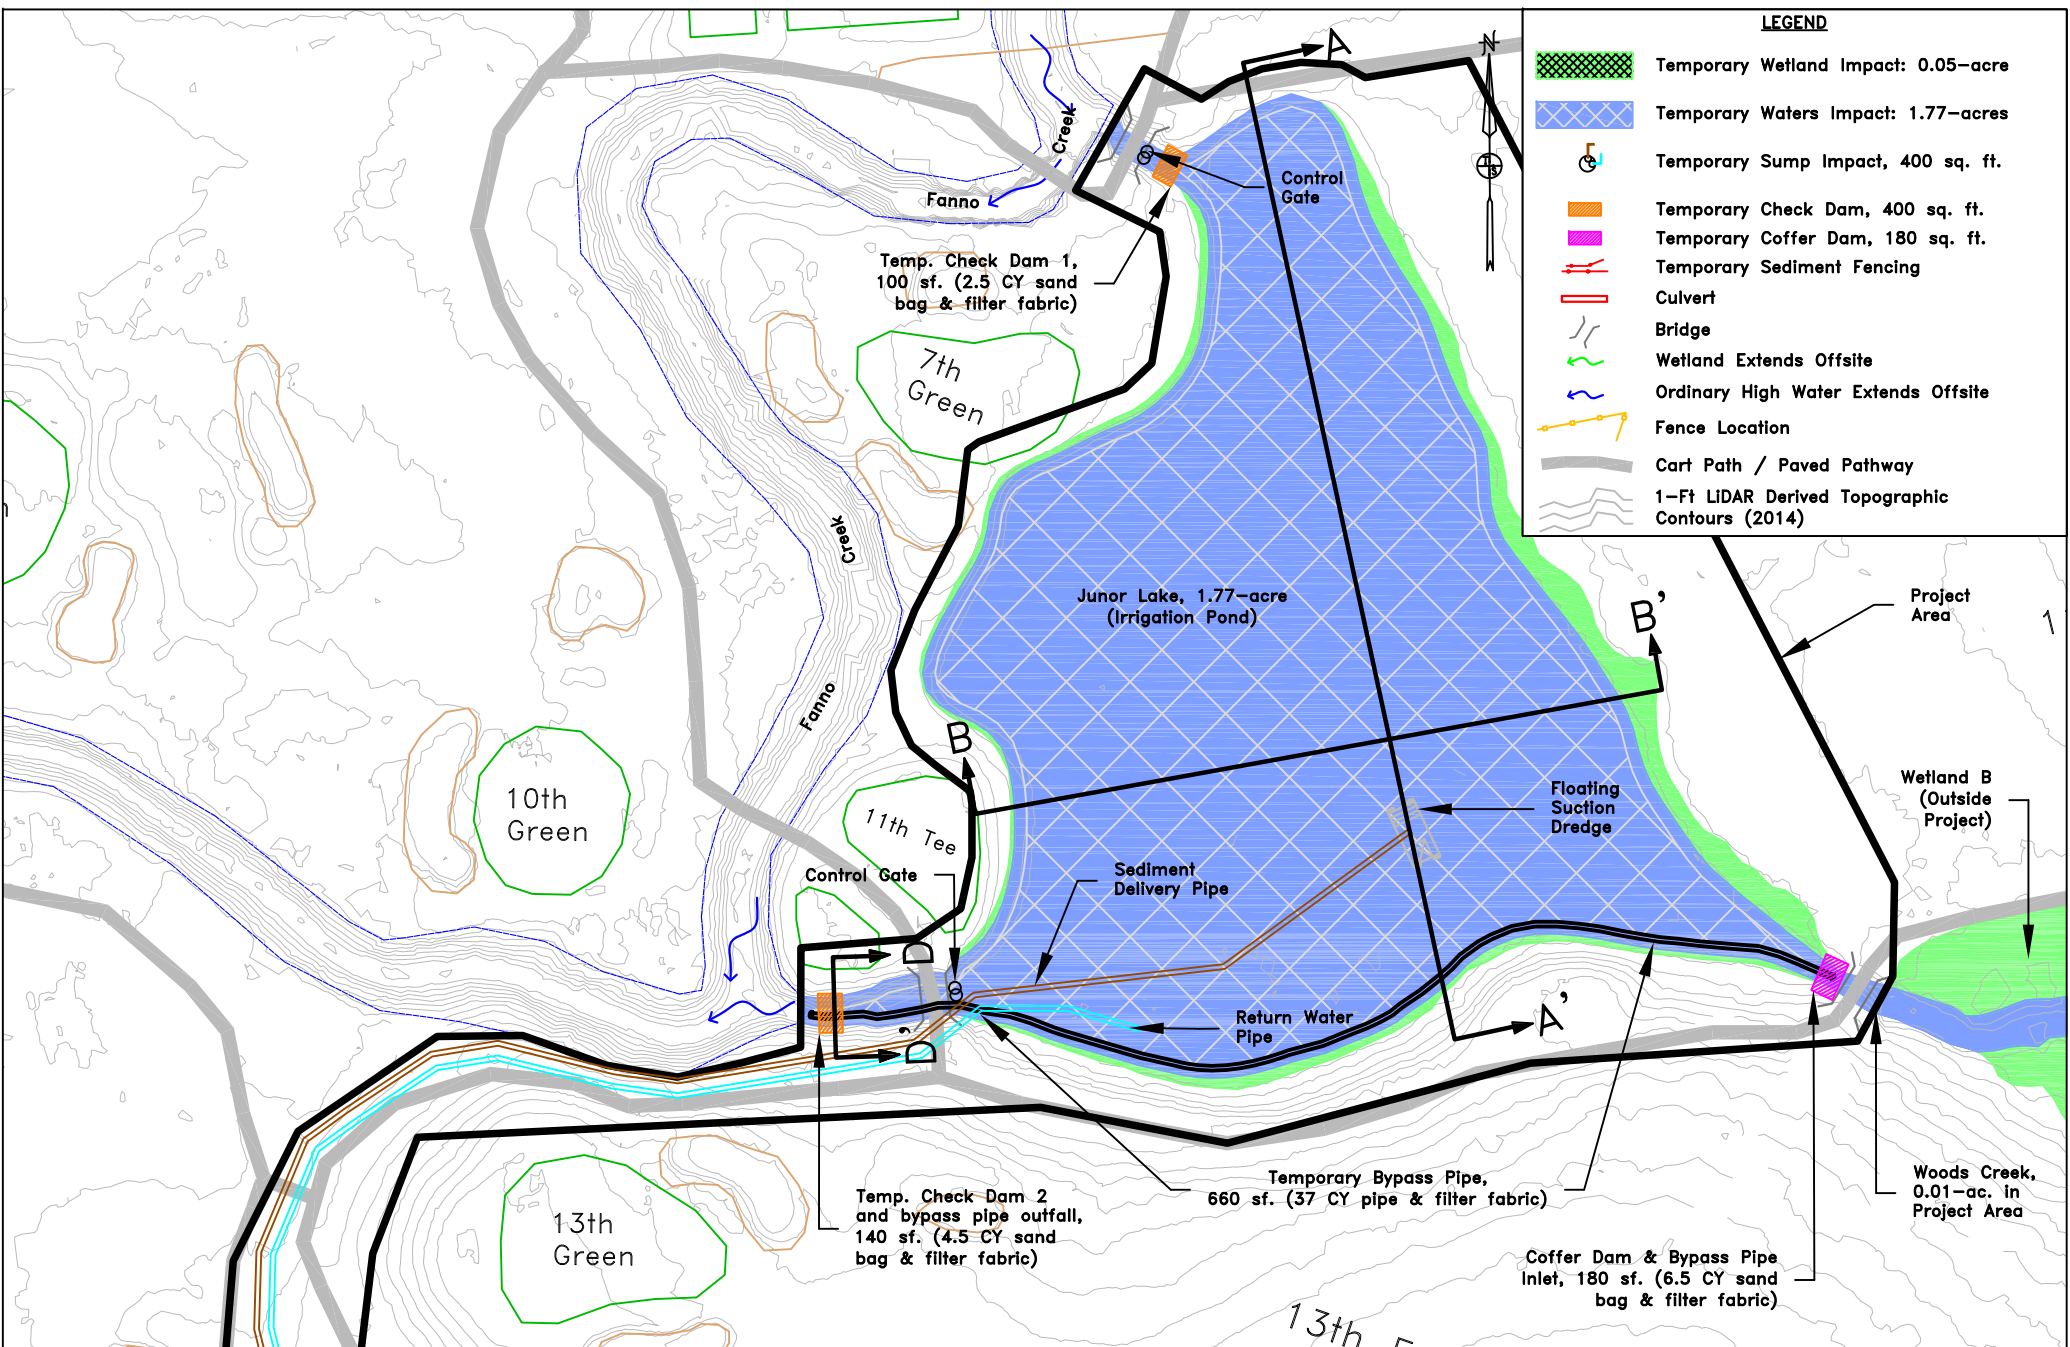 LEGEND
Temporary Wetland Impact: 0.05-acre
Temporary Waters Impact: 1.77-acres
Temporary Sump Impact, 400 sq. ft.
Temporary Check Dam, 400 sq. ft.
Temporary Coffer Dam, 180 sq. ft.
Temporary Sediment Fencing
Culvert
Bridge
Wetland Extends Offsite
Ordinary High Water Extends Offsite
Fence Location
Cart Path / Paved Pathway
1-Ft LiDAR Derived Topographic
Contours (2014)
N
A
Creek
Fanno
Control
Gate
Temp. Check Dam 1,
100 sf. (2.5 CY sand
bag & filter fabric)
7th
Green
Creek
Fanno
Junor Lake, 1.77-acre
(Irrigation Pond)
B'
Project
Area
1
B
10th
Green
11th Tee
Control Gate
Floating
Suction
Dredge
Wetland B
(Outside
Project)
Sediment
Delivery Pipe
D
D'
Return Water
Pipe
A'
Temp. Check Dam 2
and bypass pipe outfall,
140 sf. (4.5 CY sand
bag & filter fabric)
Temporary Bypass Pipe,
660 sf. (37 CY pipe & filter fabric)
Woods Creek,
0.01-ac. in
Project Area
13th
Green
Coffer Dam & Bypass Pipe
Inlet, 180 sf. (6.5 CY sand
bag & filter fabric)
13th